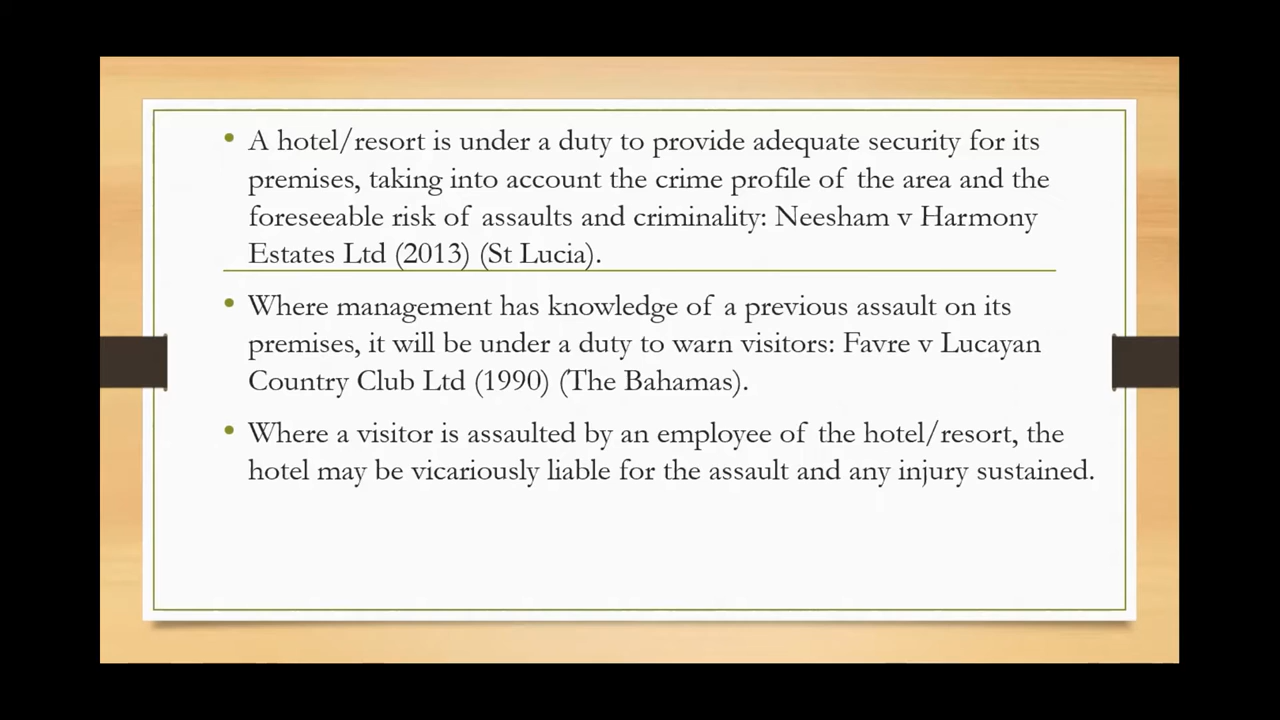 • A hotel/resort is under a duty to provide adequate security for its
premises, taking into account the crime profile of the area and the
foreseeable risk of assaults and criminality: Neesham v Harmony
Estates Ltd (2013) (St Lucia).
• Where management has knowledge of a previous assault on its
premises, it will be under a duty to warn visitors: Favre v Lucayan
Country Club Ltd (1990) (The Bahamas).
• Where a visitor is assaulted by an employee of the hotel/resort, the
hotel may be vicariously liable for the assault and any injury sustained.